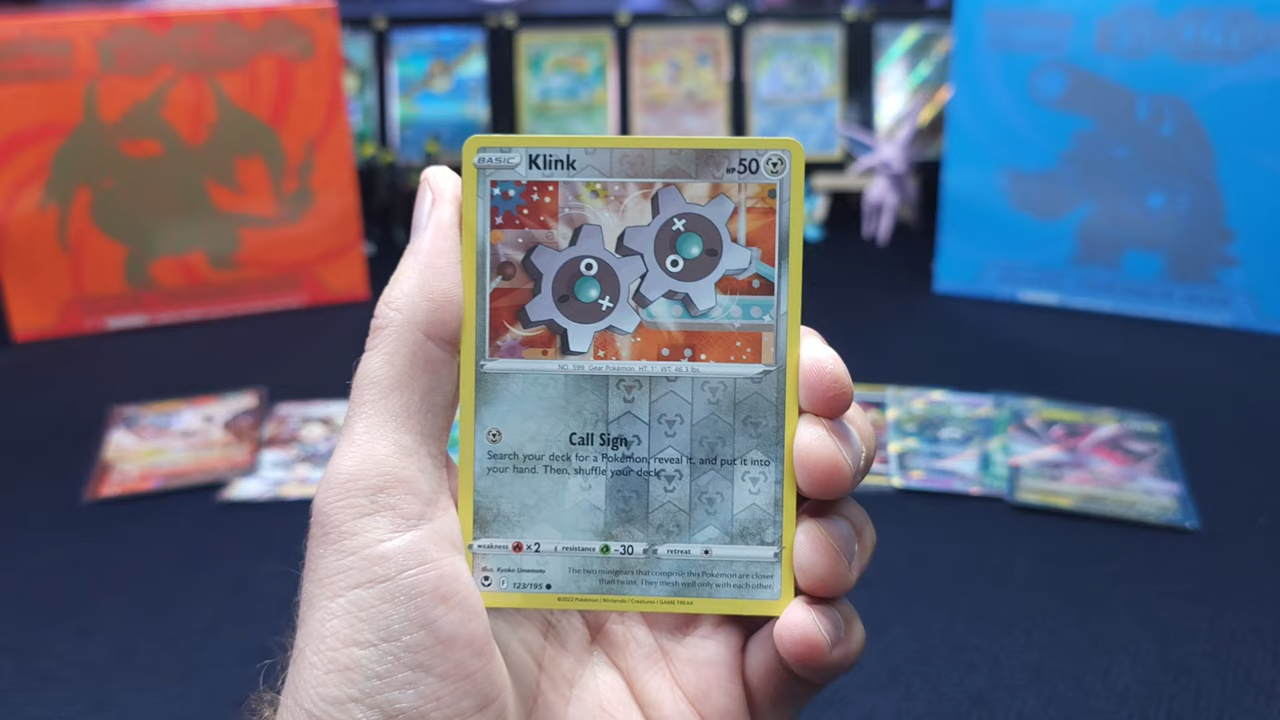 BASIC Klink HP 50
NO. 599 Gear Pokémon HT. 1' WT. 46.3 lbs.
Call Sign
Search your deck for a Pokémon, reveal it, and put it into
your hand. Then, shuffle your deck.
weakness ×2 resistance -30 retreat
Illus. Kyoko Umemoto
F 123/195
The two minigears that compose this Pokémon are closer
than twins. They mesh well only with each other.
©2022 Pokémon / Nintendo / Creatures / GAME FREAK